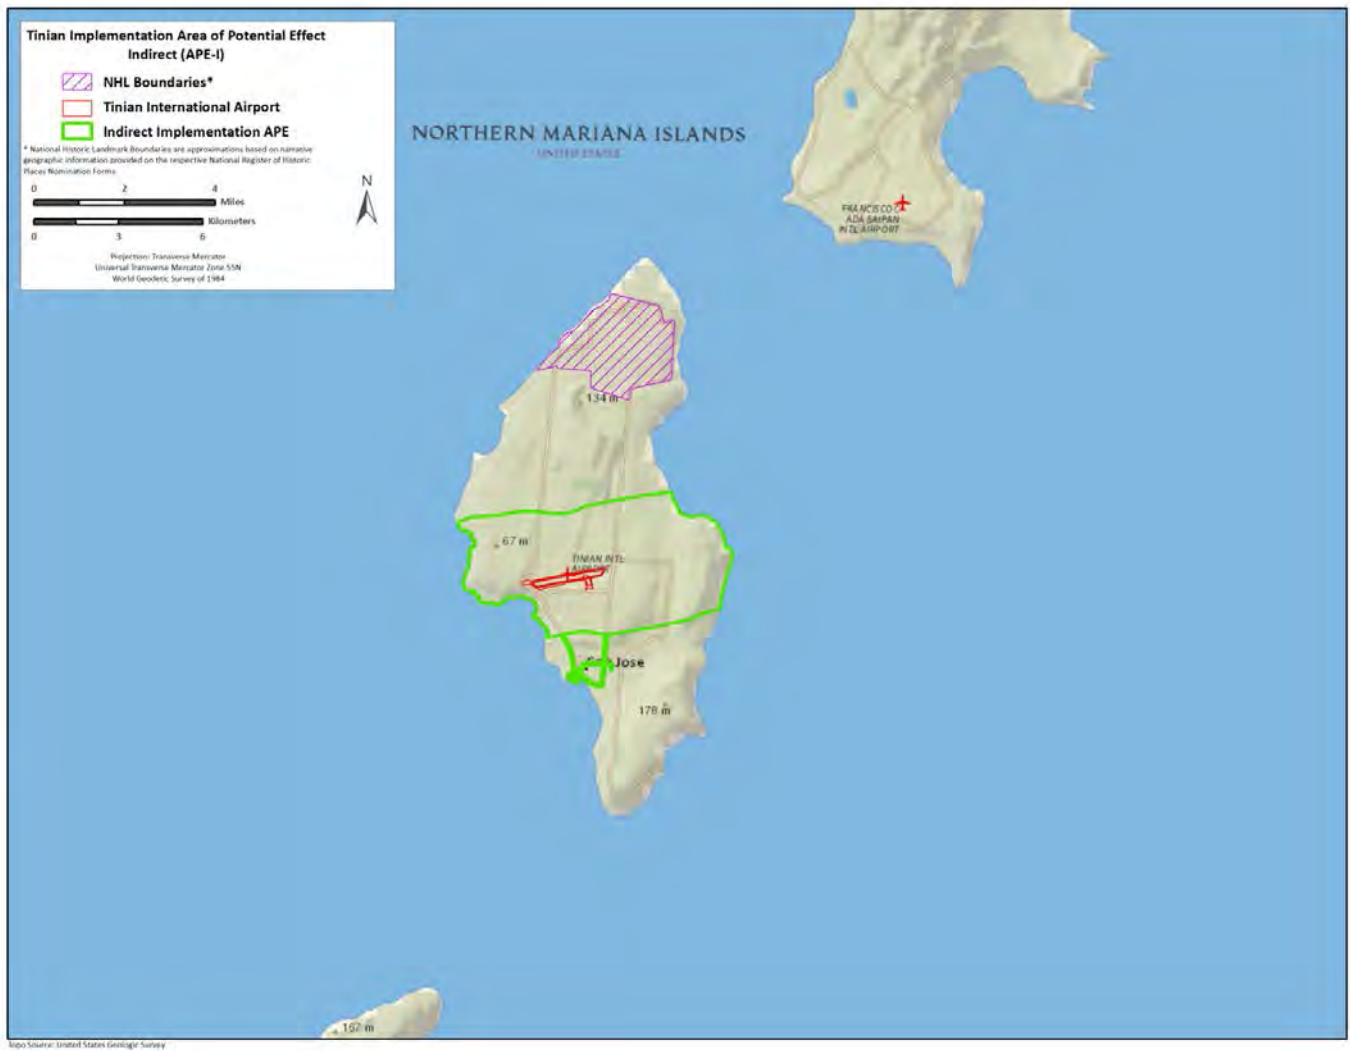 Tinian Implementation Area of Potential Effect
Indirect (APE-I)
NHL Boundaries*
Tinian International Airport
Indirect Implementation APE
* National Historic Landmark Boundaries are approximations based on narrative
geographic information provided on the respective National Register of Historic
Places Nomination Forms
0 2 4
Miles
Kilometers
0 3 6
N
Projection: Transverse Mercator
Universal Transverse Mercator Zone 55N
World Geodetic Survey of 1984
NORTHERN MARIANA ISLANDS
UNITED STATES
FRANCISCO C
ADA SAIPAN
INTL AIRPORT
134 m
67 m
TINIAN INTL
AIRPORT
Jose
178 m
167 m
Topo Source: United States Geologic Survey